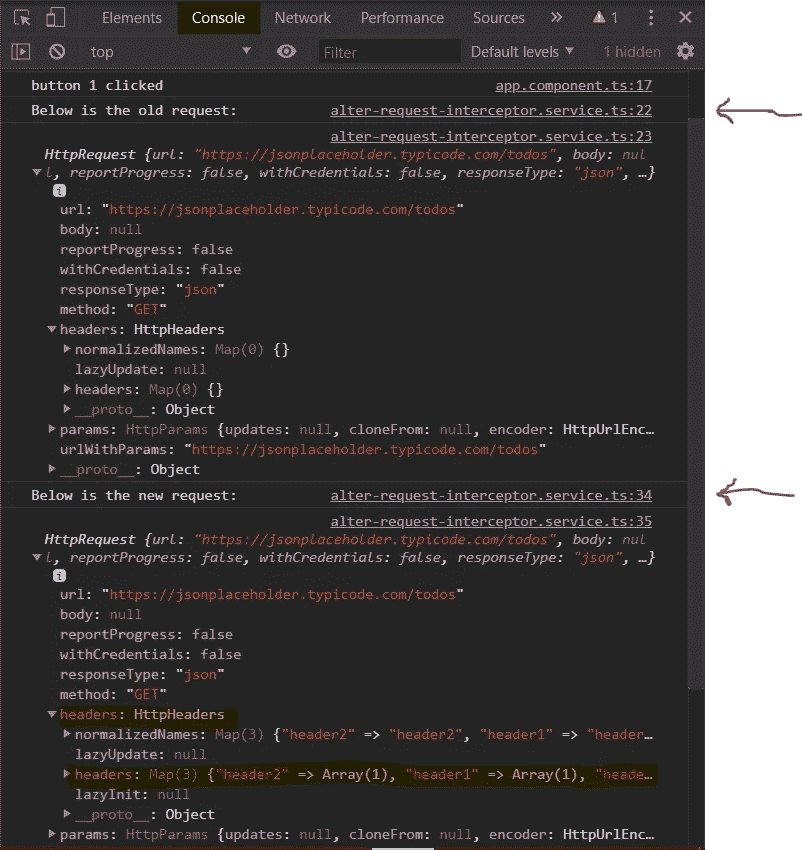 Elements Console Network Performance Sources » 1
top Filter Default levels ▼ 1 hidden
button 1 clicked app.component.ts:17
Below is the old request: alter-request-interceptor.service.ts:22
alter-request-interceptor.service.ts:23
HttpRequest {url: "https://jsonplaceholder.typicode.com/todos", body: nul
l, reportProgress: false, withCredentials: false, responseType: "json", …}
i
url: "https://jsonplaceholder.typicode.com/todos"
body: null
reportProgress: false
withCredentials: false
responseType: "json"
method: "GET"
headers: HttpHeaders
normalizedNames: Map(0) {}
lazyUpdate: null
headers: Map(0) {}
__proto__: Object
params: HttpParams {updates: null, cloneFrom: null, encoder: HttpUrlEnc…
urlWithParams: "https://jsonplaceholder.typicode.com/todos"
__proto__: Object
Below is the new request: alter-request-interceptor.service.ts:34
alter-request-interceptor.service.ts:35
HttpRequest {url: "https://jsonplaceholder.typicode.com/todos", body: nul
l, reportProgress: false, withCredentials: false, responseType: "json", …}
i
url: "https://jsonplaceholder.typicode.com/todos"
body: null
reportProgress: false
withCredentials: false
responseType: "json"
method: "GET"
headers: HttpHeaders
normalizedNames: Map(3) {"header2" => "header2", "header1" => "header…
lazyUpdate: null
headers: Map(3) {"header2" => Array(1), "header1" => Array(1), "heade…
lazyInit: null
__proto__: Object
params: HttpParams {updates: null, cloneFrom: null, encoder: HttpUrlEnc…